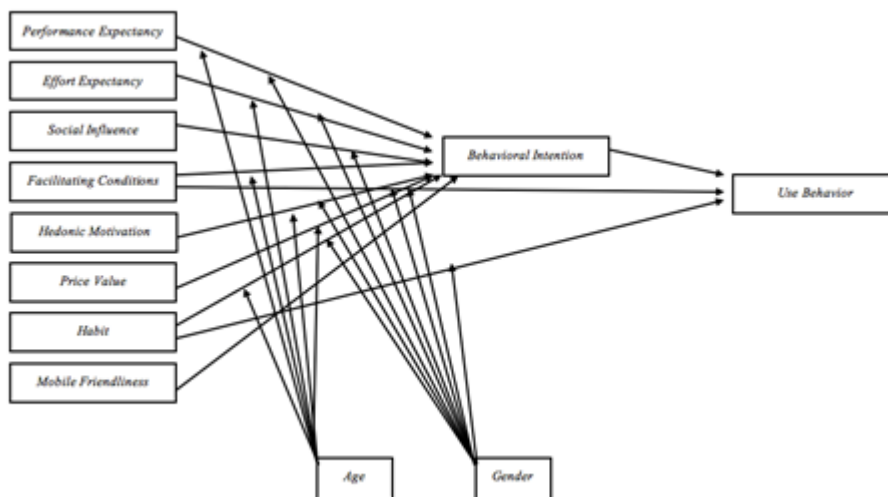 Performance Expectancy
Effort Expectancy
Social Influence
Behavioral Intention
Facilitating Conditions
Use Behavior
Hedonic Motivation
Price Value
Habit
Mobile Friendliness
Age
Gender